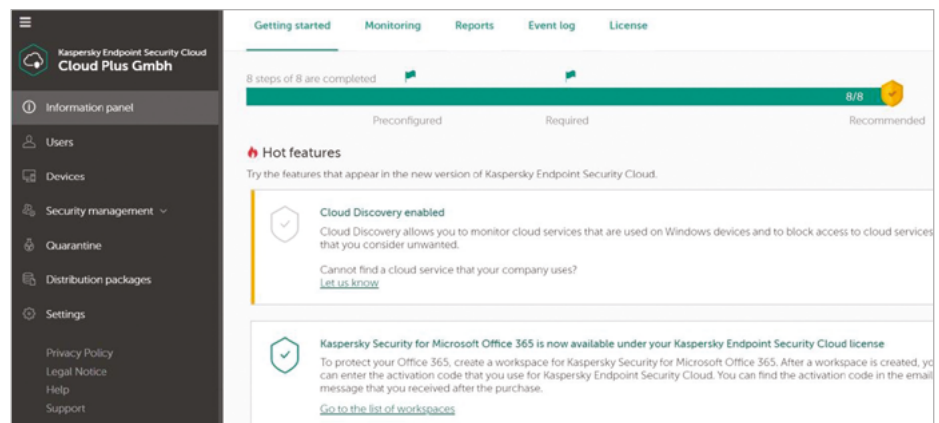 Kaspersky Endpoint Security Cloud
Cloud Plus Gmbh
Information panel
Users
Devices
Security management
Quarantine
Distribution packages
Settings
Privacy Policy
Legal Notice
Help
Support
Getting started Monitoring Reports Event log License
8 steps of 8 are completed
8/8
Preconfigured Required Recommended
Hot features
Try the features that appear in the new version of Kaspersky Endpoint Security Cloud.
Cloud Discovery enabled
Cloud Discovery allows you to monitor cloud services that are used on Windows devices and to block access to cloud services
that you consider unwanted.
Cannot find a cloud service that your company uses?
Let us know
Kaspersky Security for Microsoft Office 365 is now available under your Kaspersky Endpoint Security Cloud license
To protect your Office 365, create a workspace for Kaspersky Security for Microsoft Office 365. After a workspace is created,
can enter the activation code that you use for Kaspersky Endpoint Security Cloud. You can find the activation code in the email
message that you received after the purchase.
Go to the list of workspaces